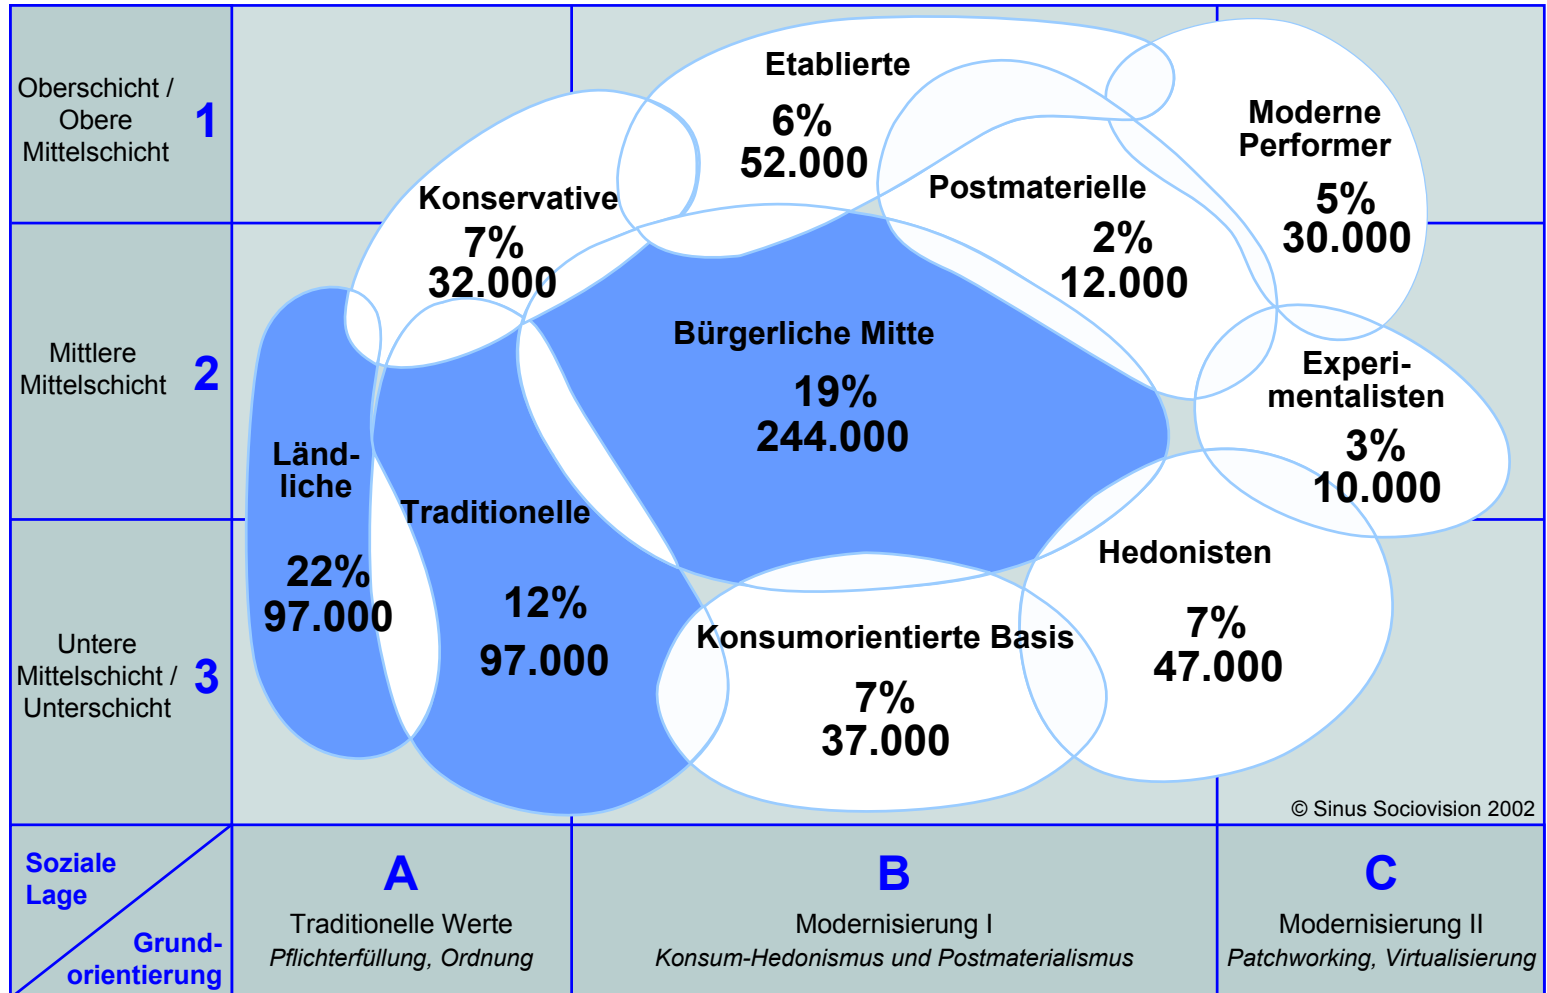 Oberschicht /
Obere
Mittelschicht
1
Etablierte
6%
52.000
Moderne
Performer
5%
30.000
Konservative
7%
32.000
Postmaterielle
2%
12.000
Mittlere
Mittelschicht
2
Bürgerliche Mitte
19%
244.000
Experi-
mentalisten
3%
10.000
Länd-
liche
22%
97.000
Traditionelle
12%
97.000
Hedonisten
7%
47.000
Untere
Mittelschicht /
Unterschicht
3
Konsumorientierte Basis
7%
37.000
© Sinus Sociovision 2002
Soziale
Lage
Grund-
orientierung
A
Traditionelle Werte
Pflichterfüllung, Ordnung
B
Modernisierung I
Konsum-Hedonismus und Postmaterialismus
C
Modernisierung II
Patchworking, Virtualisierung